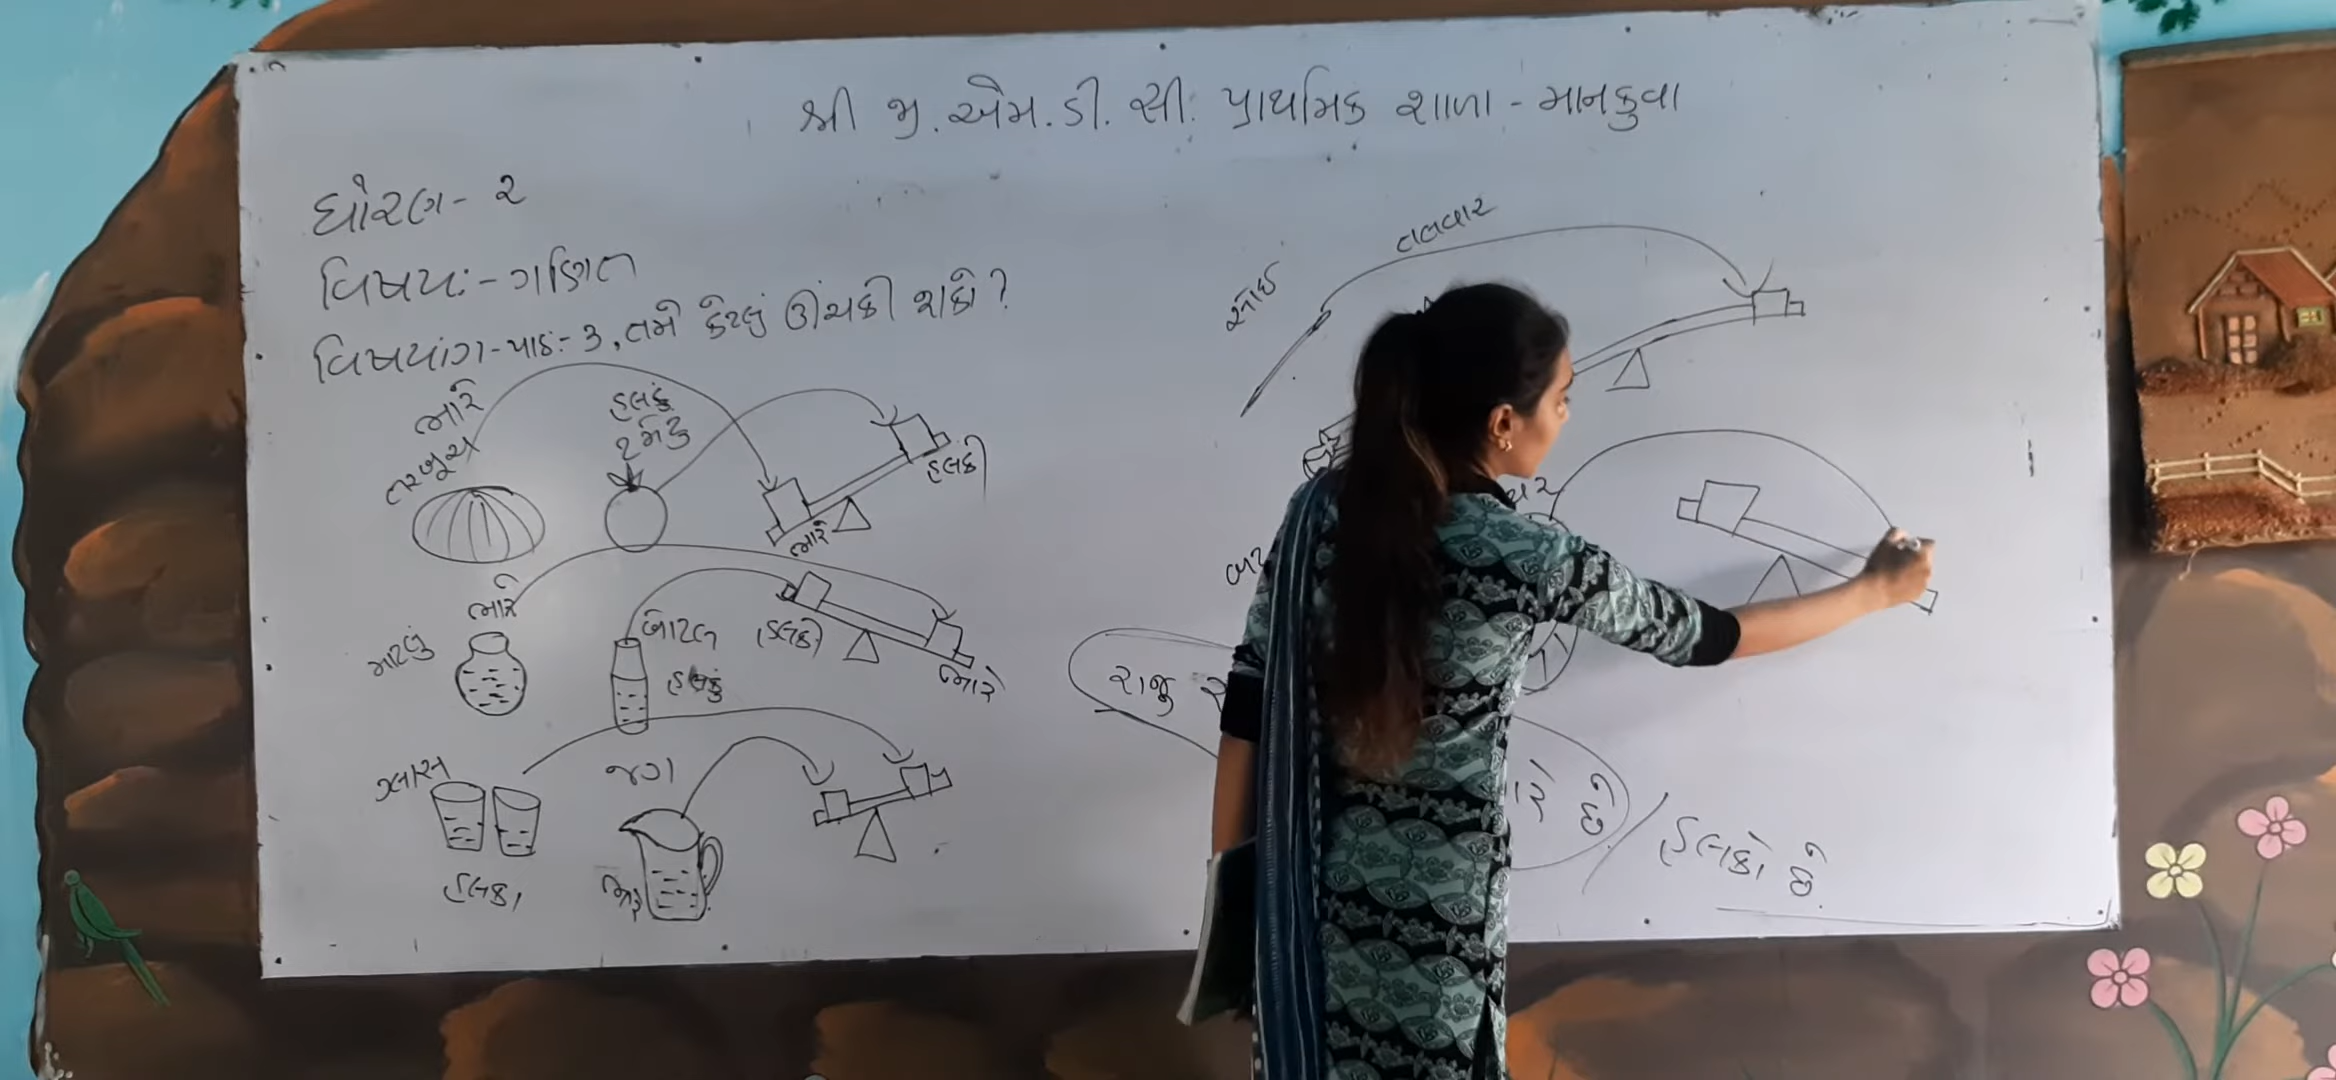 શ્રી જી. એમ. ડી. સી. પ્રાથમિક શાળા - માનકુવા
ધોરણ - ૨
વિષય:- ગણિત
વિષયાંગ - પાઠ:- ૩, તમે કેટલું ઊંચકી શકો?
ભારે
તરબૂચ
હલકું
ટમેટુ
હલકી
ભારે
ભારે
માટલું
બોટલ
હલકું
(હલકો)
ભારે
ગ્લાસ
હલકા
જગ
ભારે
સોઈ
તલવાર
રાજુ
છે / હલકો છે.